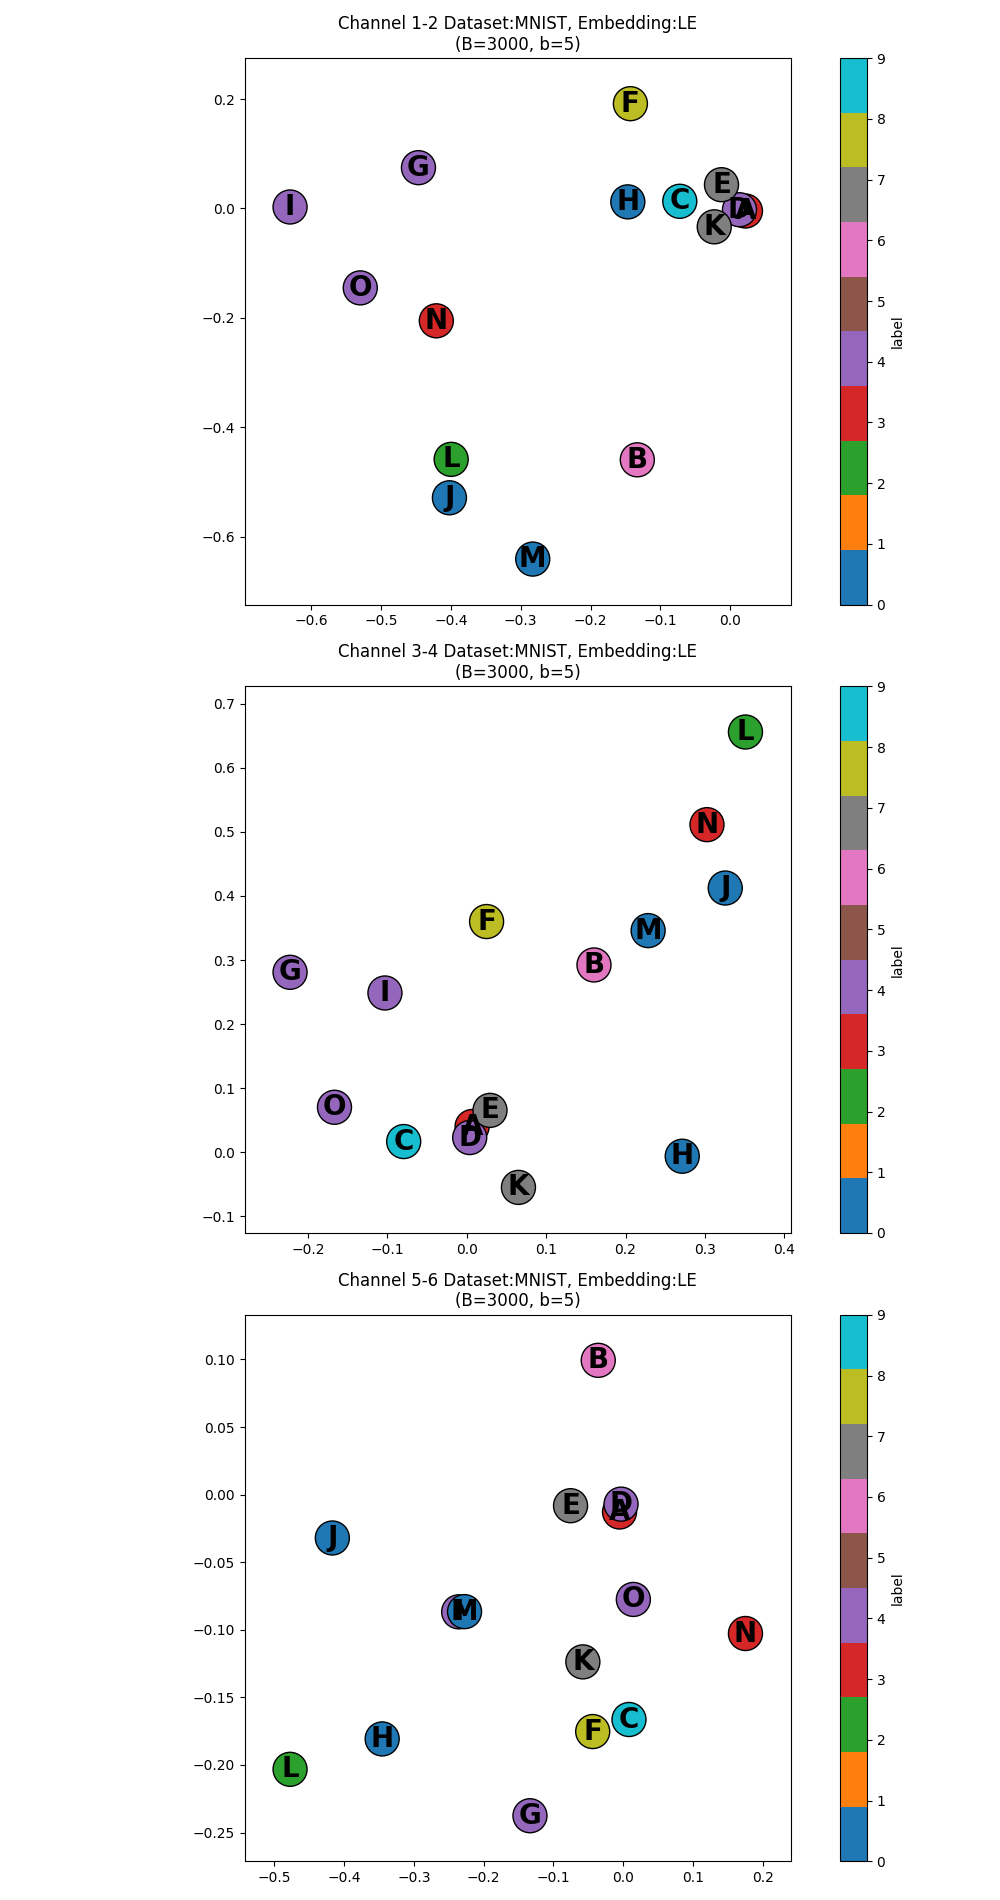 Channel 1-2 Dataset:MNIST, Embedding:LE
(B=3000, b=5)
0.2
0.0
−0.2
−0.4
−0.6
F
G
I
H
C
E
D
A
K
O
N
L
B
J
M
−0.6 −0.5 −0.4 −0.3 −0.2 −0.1 0.0
9
8
7
6
5
4
3
2
1
0
label
Channel 3-4 Dataset:MNIST, Embedding:LE
(B=3000, b=5)
0.7
0.6
0.5
0.4
0.3
0.2
0.1
0.0
−0.1
L
N
J
F
M
B
G
I
O
E
A
D
C
H
K
−0.2 −0.1 0.0 0.1 0.2 0.3 0.4
9
8
7
6
5
4
3
2
1
0
label
Channel 5-6 Dataset:MNIST, Embedding:LE
(B=3000, b=5)
0.10
0.05
0.00
−0.05
−0.10
−0.15
−0.20
−0.25
B
E
D
A
J
O
M
N
K
C
F
H
L
G
−0.5 −0.4 −0.3 −0.2 −0.1 0.0 0.1 0.2
9
8
7
6
5
4
3
2
1
0
label